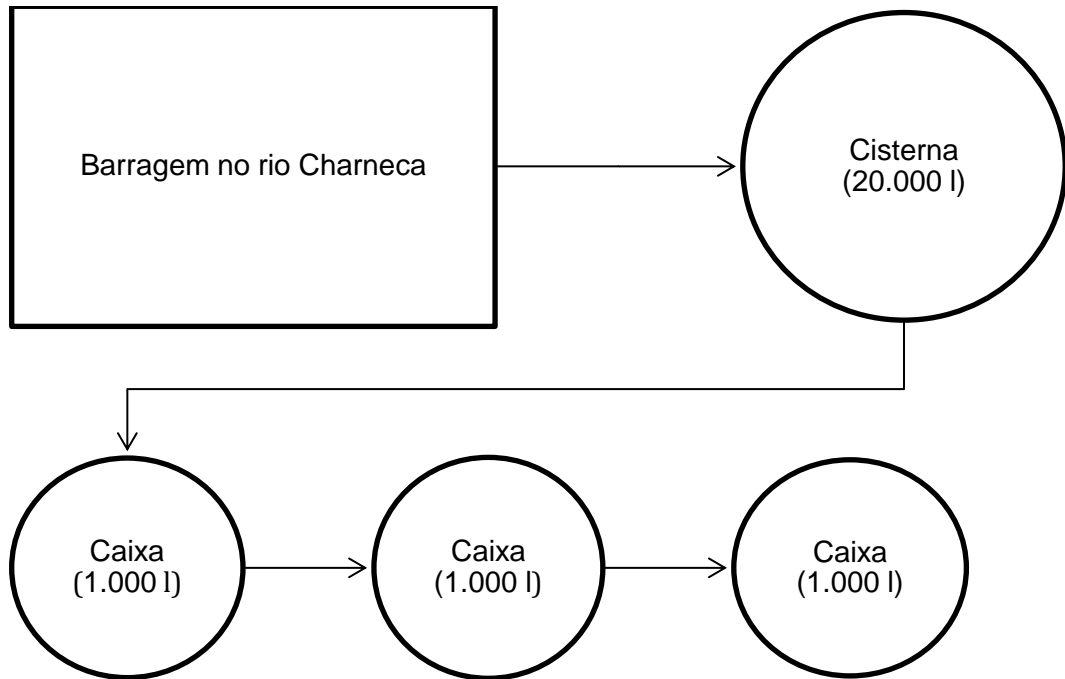 Barragem no rio Charneca
Cisterna
(20.000 l)
Caixa
(1.000 l)
Caixa
(1.000 l)
Caixa
(1.000 l)